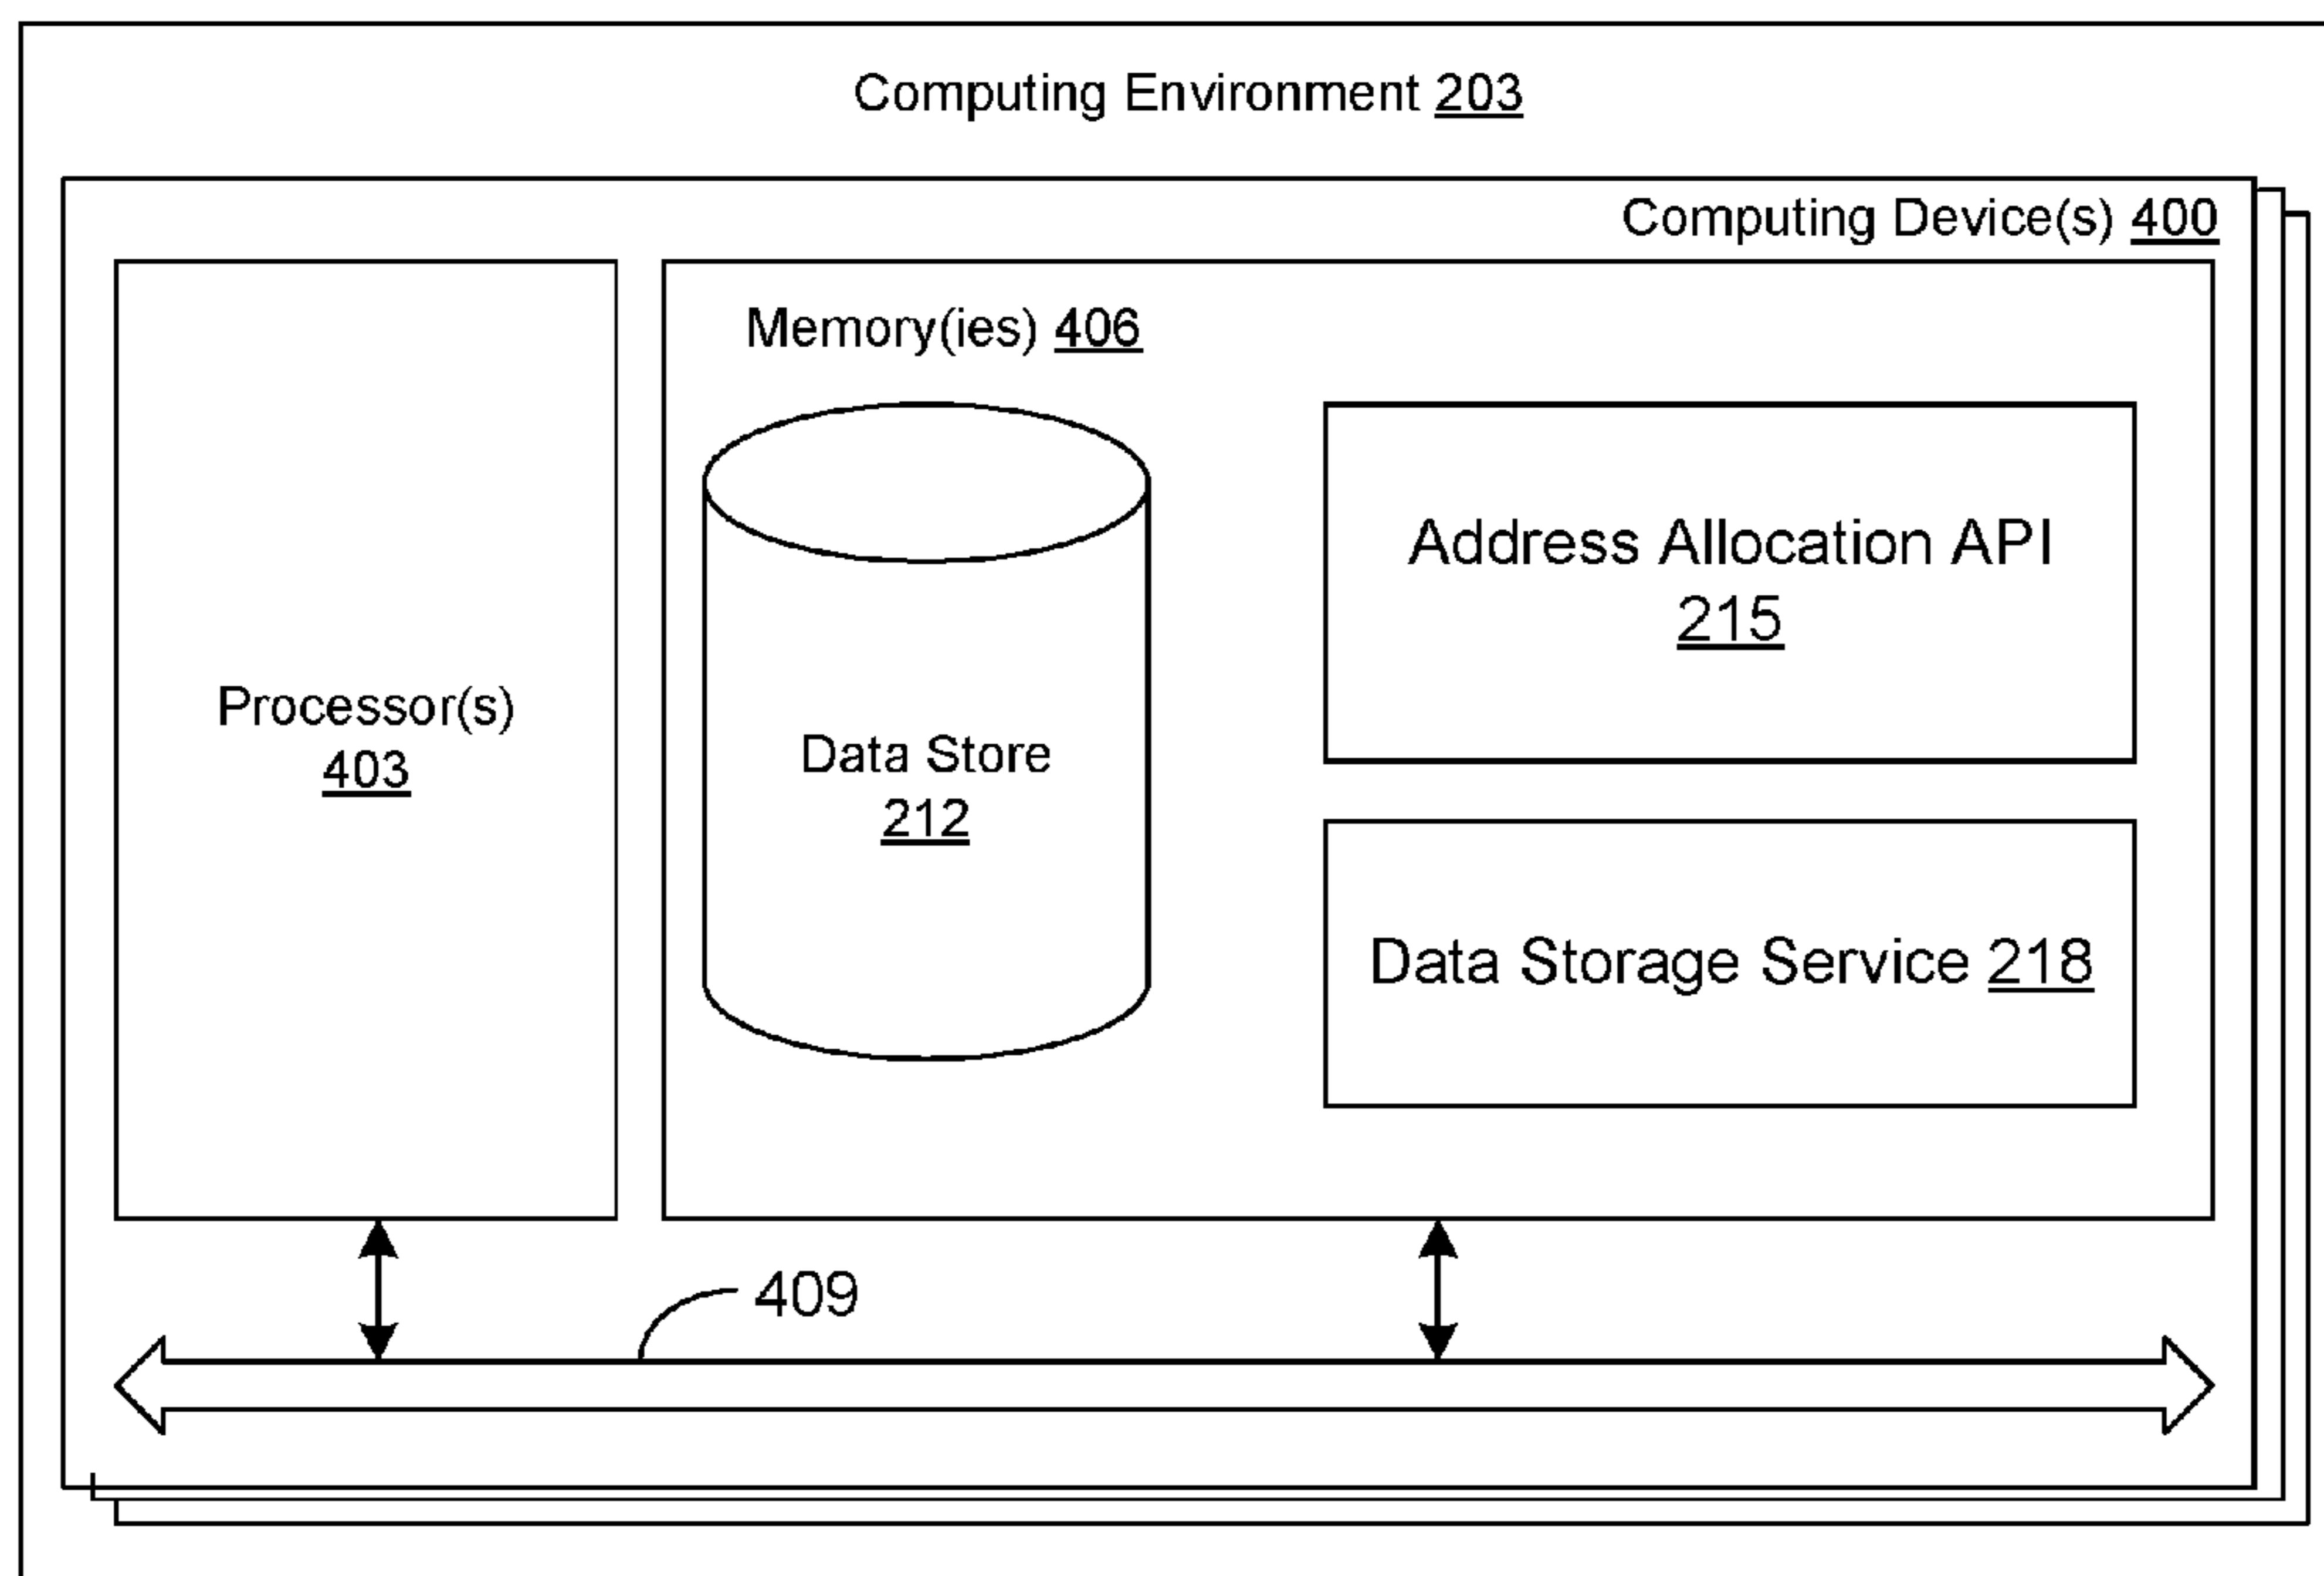 Computing Environment 203
Computing Device(s) 400
Memory(ies) 406
Processor(s)
403
Data Store
212
Address Allocation API
215
Data Storage Service 218
409